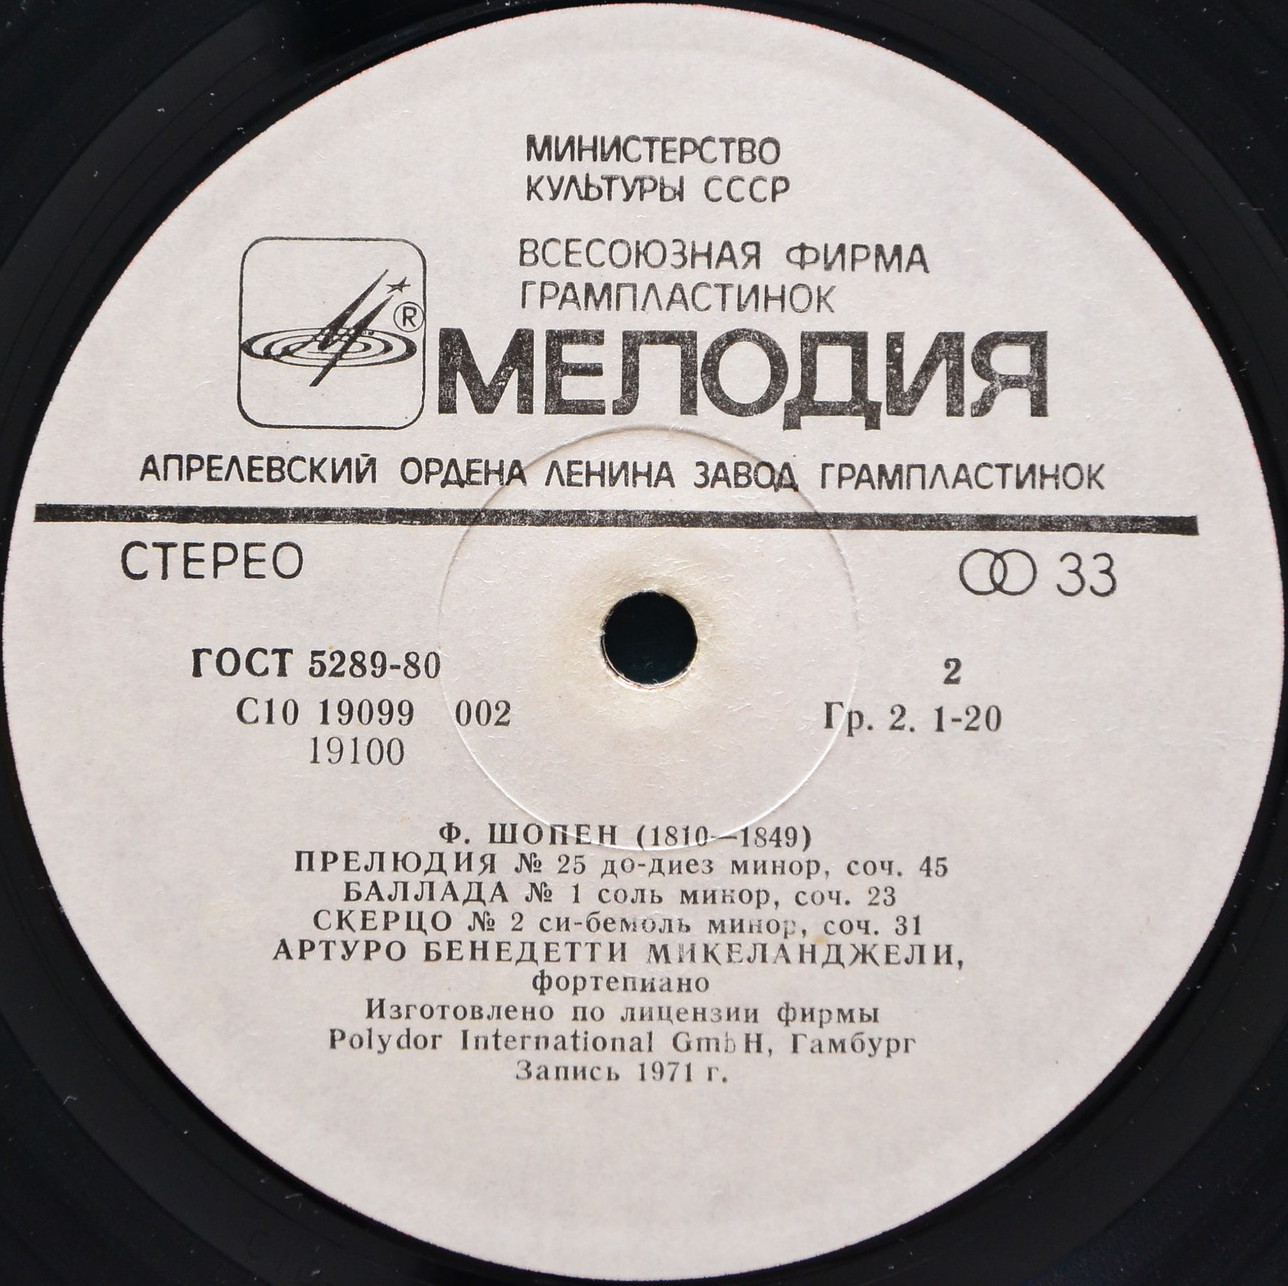 МИНИСТЕРСТВО
КУЛЬТУРЫ СССР
ВСЕСОЮЗНАЯ ФИРМА
ГРАМПЛАСТИНОК
®
МЕЛОДИЯ
АПРЕЛЕВСКИЙ ОРДЕНА ЛЕНИНА ЗАВОД ГРАМПЛАСТИНОК
СТЕРЕО 33
ГОСТ 5289-80 2
С10 19099 002 Гр. 2. 1-20
19100
Ф. ШОПЕН (1810—1849)
ПРЕЛЮДИЯ № 25 до-диез минор, соч. 45
БАЛЛАДА № 1 соль минор, соч. 23
СКЕРЦО № 2 си-бемоль минор, соч. 31
АРТУРО БЕНЕДЕТТИ МИКЕЛАНДЖЕЛИ,
фортепиано
Изготовлено по лицензии фирмы
Polydor International GmbH, Гамбург
Запись 1971 г.